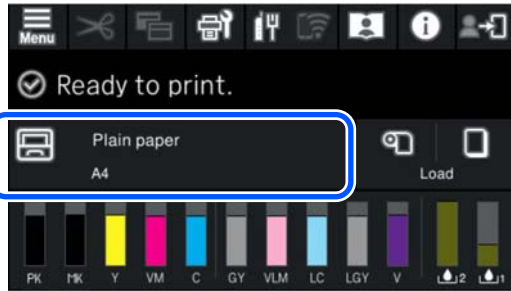 Menu
Ready to print.
Plain paper
A4
Load
PK MK Y VM C GY VLM LC LGY V 2 1